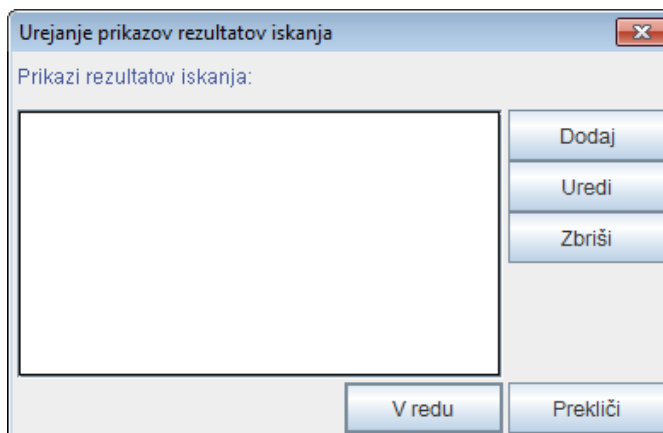 Urejanje prikazov rezultatov iskanja
Prikazi rezultatov iskanja:
Dodaj
Uredi
Zbriši
V redu
Prekliči